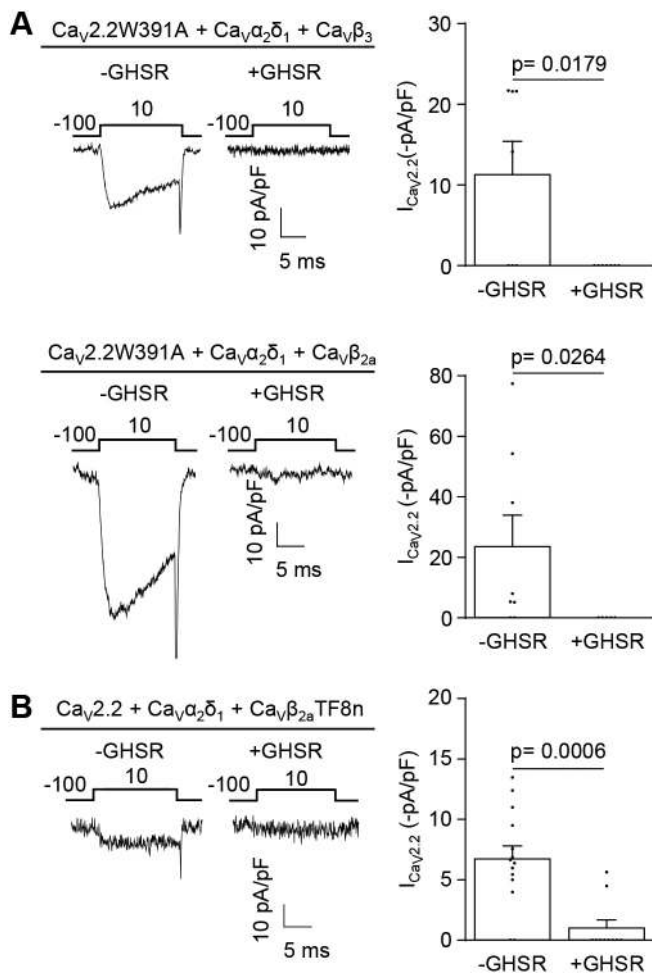 A
CaV2.2W391A + CaVα2δ1 + CaVβ3
-GHSR +GHSR
-100 10 -100 10
10 pA/pF
5 ms
ICaV2.2(-pA/pF)
30
20
10
0
p= 0.0179
-GHSR +GHSR
CaV2.2W391A + CaVα2δ1 + CaVβ2a
-GHSR +GHSR
-100 10 -100 10
10 pA/pF
5 ms
ICaV2.2 (-pA/pF)
80
60
40
20
0
p= 0.0264
-GHSR +GHSR
B
CaV2.2 + CaVα2δ1 + CaVβ2aTF8n
-GHSR +GHSR
-100 10 -100 10
10 pA/pF
5 ms
ICaV2.2 (-pA/pF)
20
15
10
5
0
p= 0.0006
-GHSR +GHSR